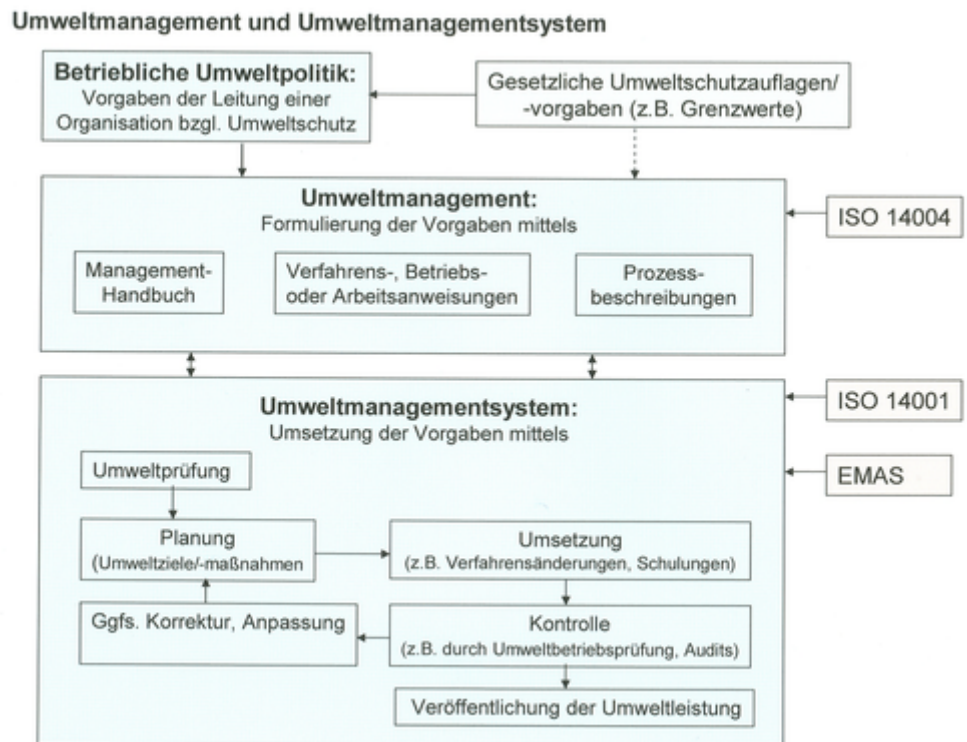 Umweltmanagement und Umweltmanagementsystem
Betriebliche Umweltpolitik:
Vorgaben der Leitung einer
Organisation bzgl. Umweltschutz
Gesetzliche Umweltschutzauflagen/
-vorgaben (z.B. Grenzwerte)
Umweltmanagement:
Formulierung der Vorgaben mittels
ISO 14004
Management-
Handbuch
Verfahrens-, Betriebs-
oder Arbeitsanweisungen
Prozess-
beschreibungen
Umweltmanagementsystem:
Umsetzung der Vorgaben mittels
ISO 14001
EMAS
Umweltprüfung
Planung
(Umweltziele/-maßnahmen
Umsetzung
(z.B. Verfahrensänderungen, Schulungen)
Ggfs. Korrektur, Anpassung
Kontrolle
(z.B. durch Umweltbetriebsprüfung, Audits)
Veröffentlichung der Umweltleistung